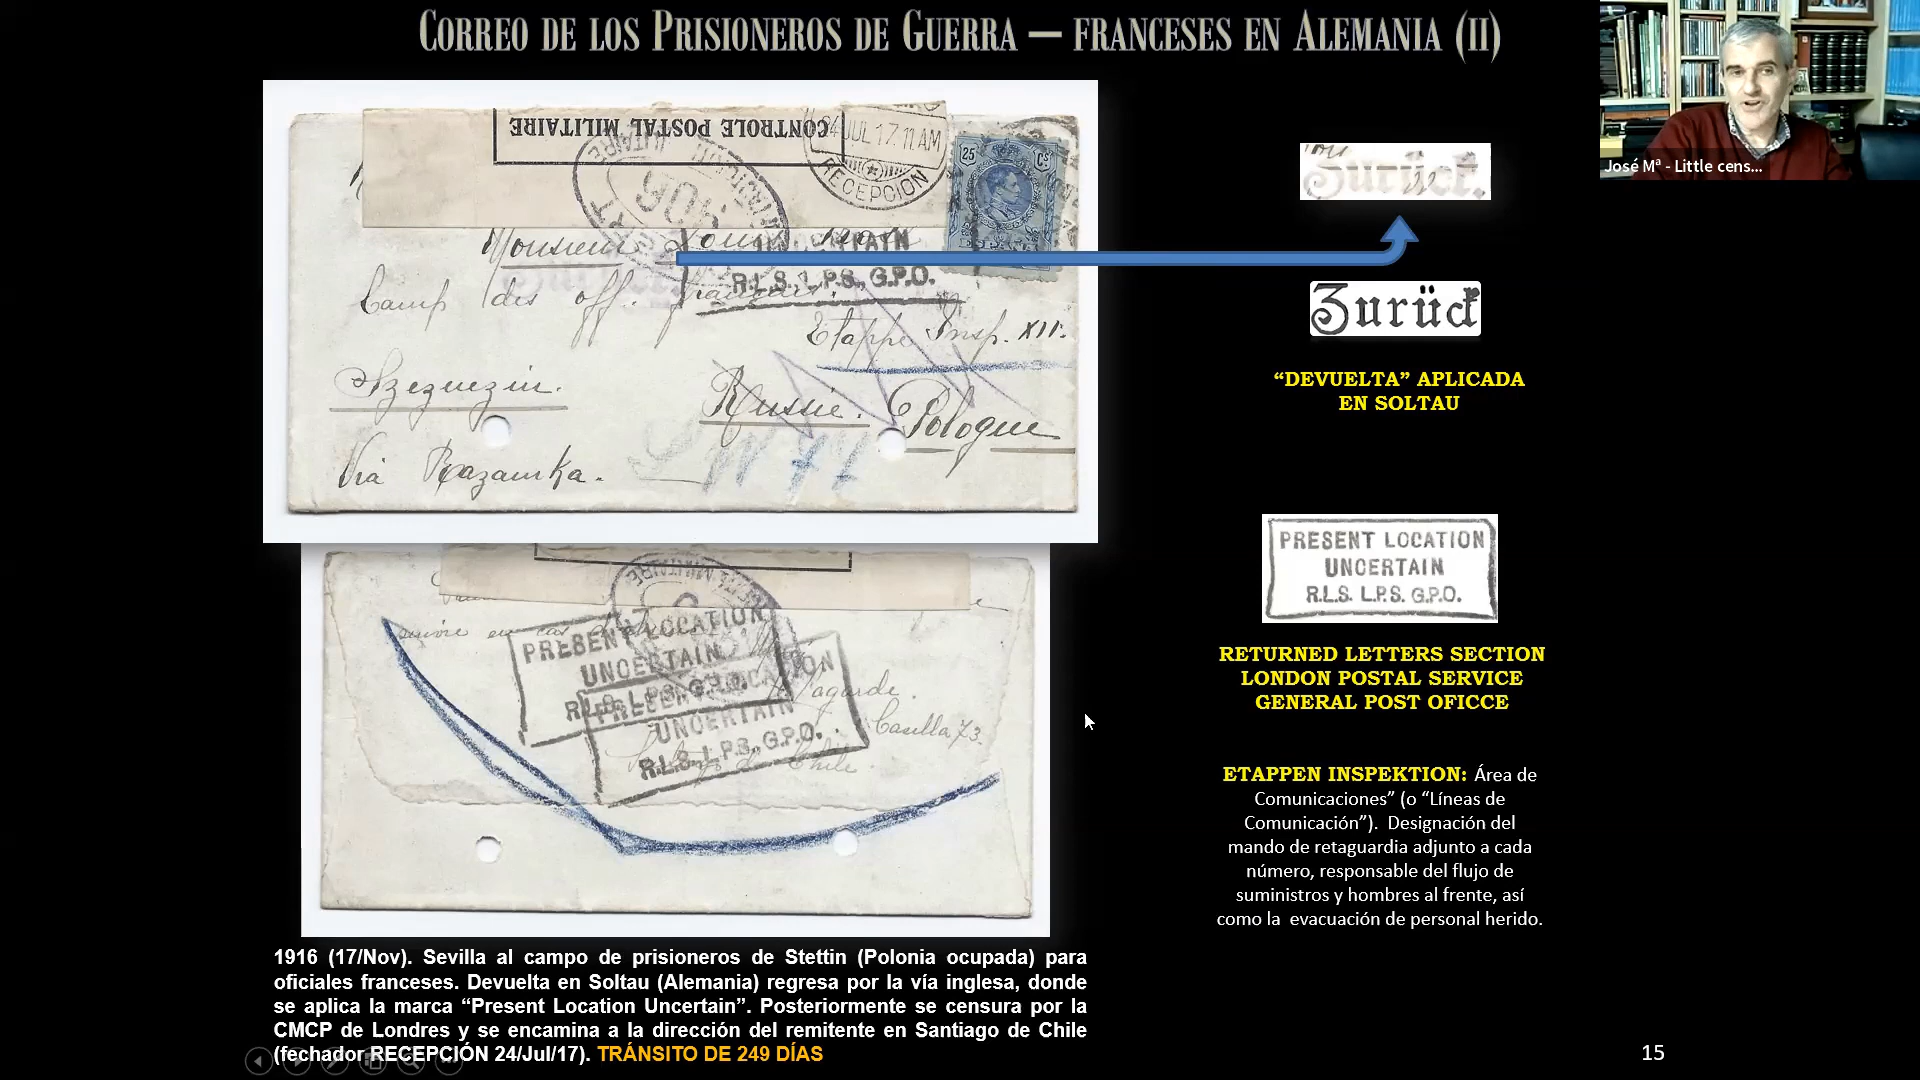 CORREO DE LOS PRISIONEROS DE GUERRA — FRANCESES EN ALEMANIA (II)
José Mª - Little cens...
CONTROLE POSTAL MILITAIRE
JUL 17. 11 AM
RECEPCION
25 Cs
Monsieur
R.L.S. L.P.S. G.P.O.
Camp des off. français.
Etappe Insp. XII.
Szezuezin.
Russie. Pologne
Via Razanka.
Zurück.
Zurück
“DEVUELTA” APLICADA
EN SOLTAU
PRESENT LOCATION
UNCERTAIN
R.L.S. L.P.S. G.P.O.
PRESENT LOCATION
UNCERTAIN
R.L.S. L.P.S. G.P.O.
UNCERTAIN
R.L.S. L.P.S. G.P.O.
Lagarde.
Casilla 73.
Chile.
RETURNED LETTERS SECTION
LONDON POSTAL SERVICE
GENERAL POST OFICCE
ETAPPEN INSPEKTION: Área de
Comunicaciones” (o “Líneas de
Comunicación”). Designación del
mando de retaguardia adjunto a cada
número, responsable del flujo de
suministros y hombres al frente, así
como la evacuación de personal herido.
1916 (17/Nov). Sevilla al campo de prisioneros de Stettin (Polonia ocupada) para
oficiales franceses. Devuelta en Soltau (Alemania) regresa por la vía inglesa, donde
se aplica la marca “Present Location Uncertain”. Posteriormente se censura por la
CMCP de Londres y se encamina a la dirección del remitente en Santiago de Chile
(fechador RECEPCIÓN 24/Jul/17). TRÁNSITO DE 249 DÍAS
15